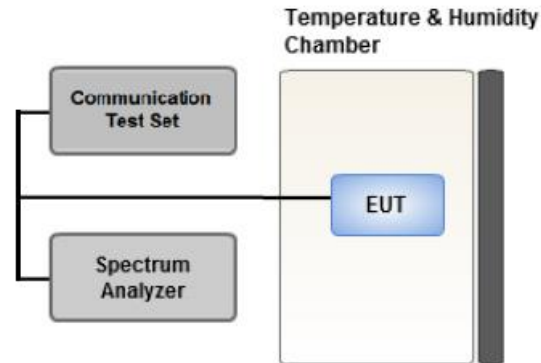 Temperature & Humidity
Chamber
Communication
Test Set
EUT
Spectrum
Analyzer